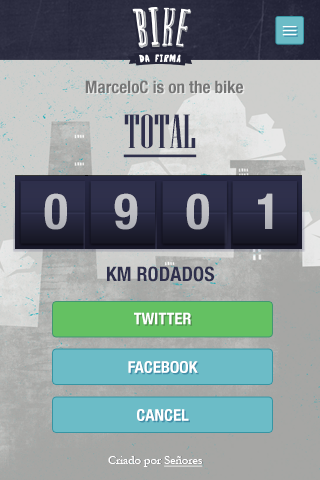 BIKE
DA FIRMA
MarceloC is on the bike
TOTAL
0 9 0 1
KM RODADOS
TWITTER
FACEBOOK
CANCEL
Criado por Señores